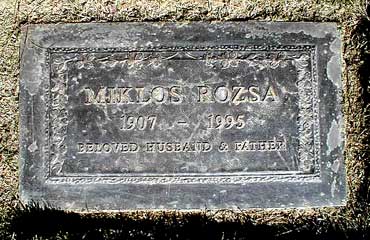 MIKLOS ROZSA
1907 - 1995
BELOVED HUSBAND & FATHER